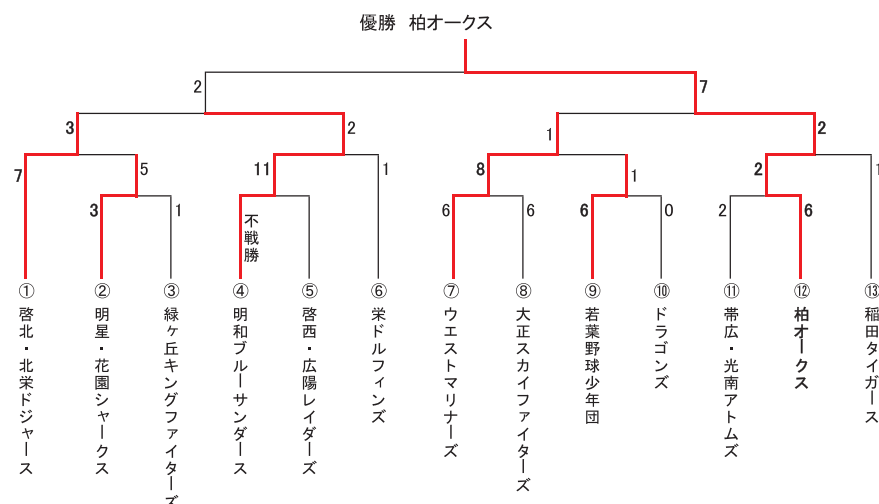 優勝 柏オークス
2
7
3
2
1
2
7
5
11
1
8
1
2
1
3
1
不戦勝
6
6
6
0
2
6
① 啓北・北栄ドジャース
② 明星・花園シャークス
③ 緑ヶ丘キングファイターズ
④ 明和ブルーサンダース
⑤ 啓西・広陽レイダーズ
⑥ 栄ドルフィンズ
⑦ ウエストマリナーズ
⑧ 大正スカイファイターズ
⑨ 若葉野球少年団
⑩ ドラゴンズ
⑪ 帯広・光南アトムズ
⑫ 柏オークス
⑬ 稲田タイガース